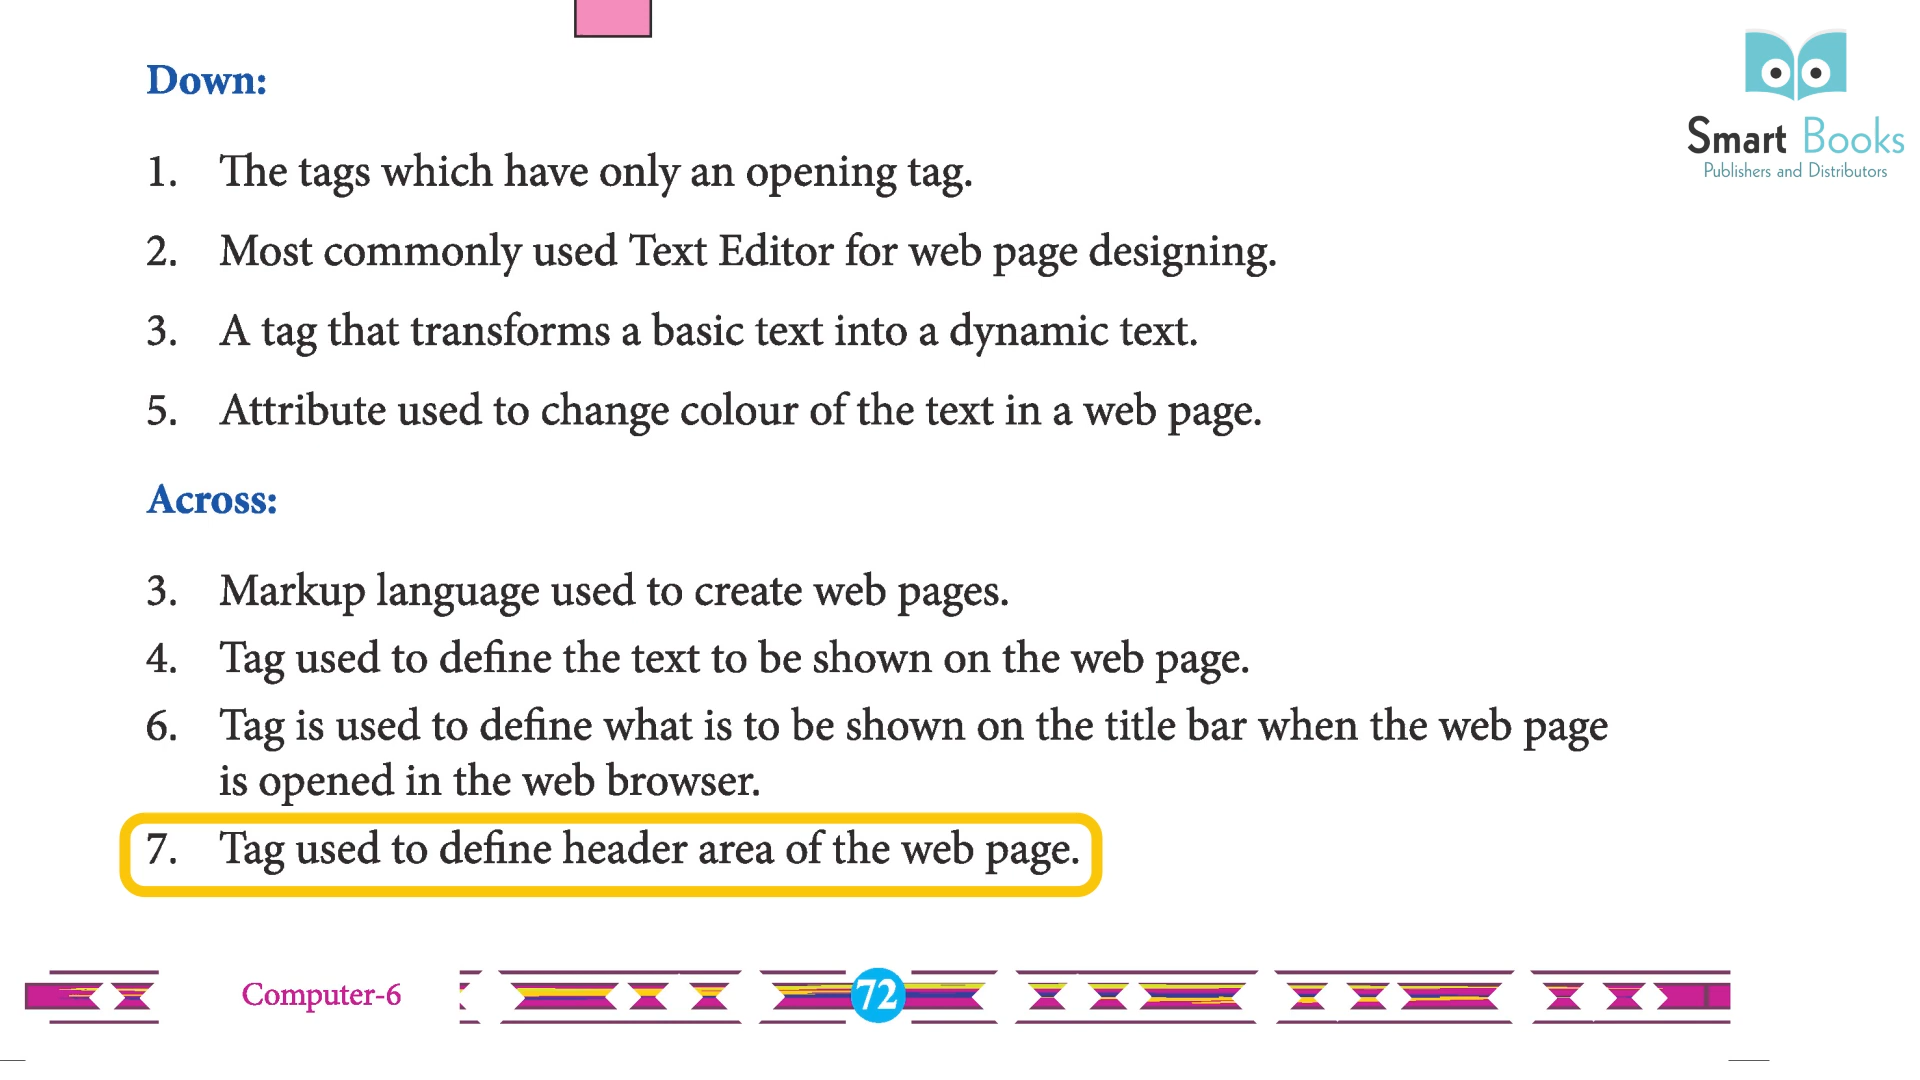 Down:
Smart Books
Publishers and Distributors
1. The tags which have only an opening tag.
2. Most commonly used Text Editor for web page designing.
3. A tag that transforms a basic text into a dynamic text.
5. Attribute used to change colour of the text in a web page.
Across:
3. Markup language used to create web pages.
4. Tag used to define the text to be shown on the web page.
6. Tag is used to define what is to be shown on the title bar when the web page
is opened in the web browser.
7. Tag used to define header area of the web page.
Computer-6
72